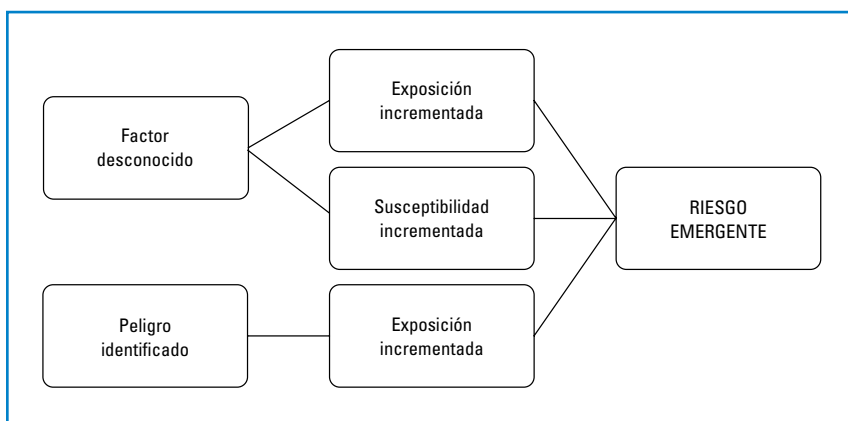 Factor
desconocido
Exposición
incrementada
Susceptibilidad
incrementada
RIESGO
EMERGENTE
Peligro
identificado
Exposición
incrementada